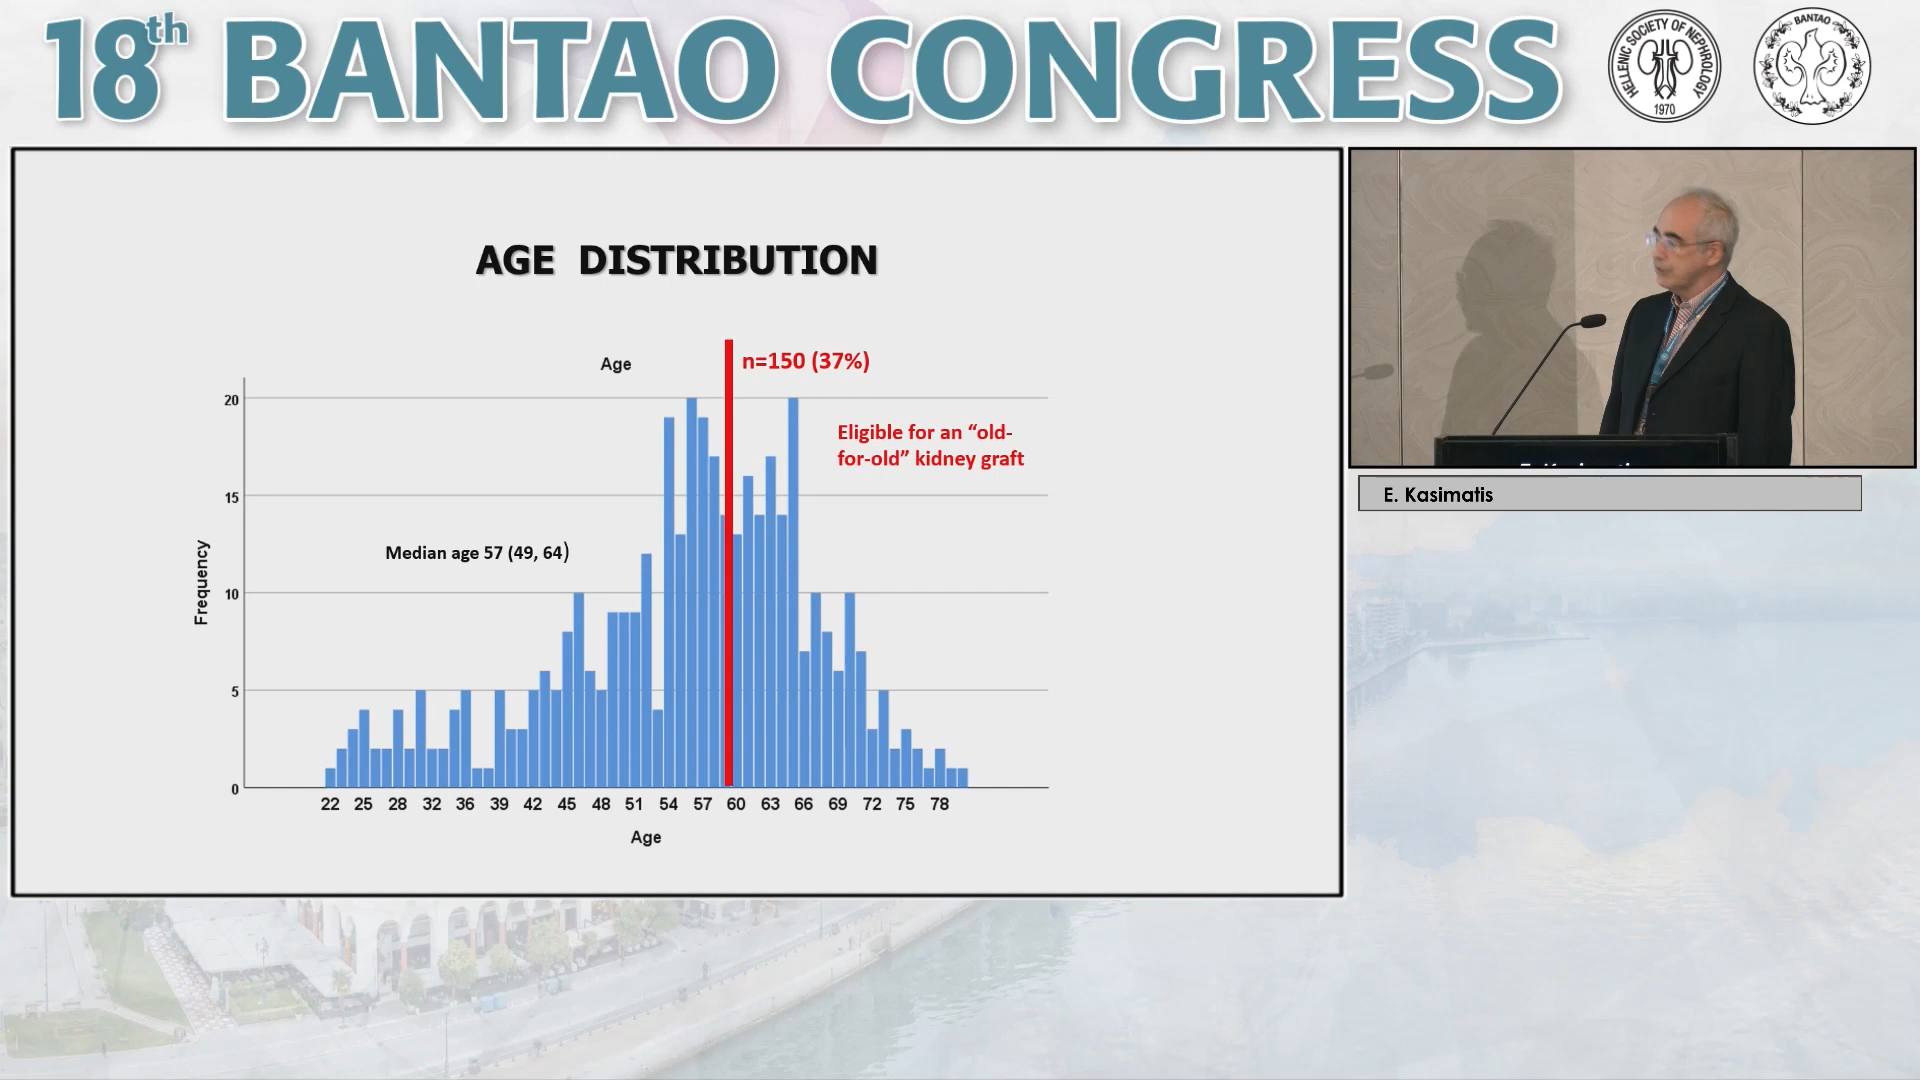 18th BANTAO CONGRESS
HELLENIC SOCIETY OF NEPHROLOGY
1970
BANTAO
AGE DISTRIBUTION
Age
n=150 (37%)
Eligible for an “old-
for-old” kidney graft
Median age 57 (49, 64)
Frequency
20
15
10
5
0
22 25 28 32 36 39 42 45 48 51 54 57 60 63 66 69 72 75 78
Age
E. Kasimatis